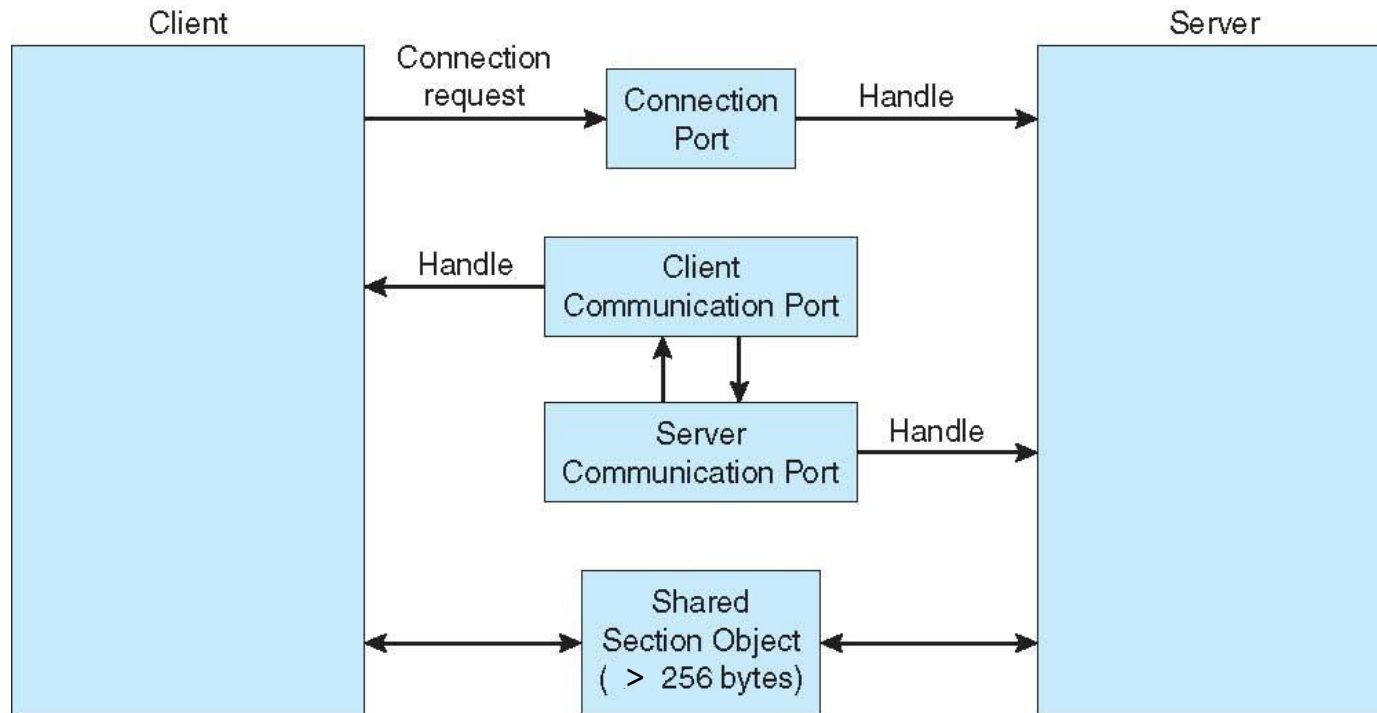 Client
Server
Connection
request
Connection
Port
Handle
Handle
Client
Communication Port
Server
Communication Port
Handle
Shared
Section Object
( > 256 bytes)